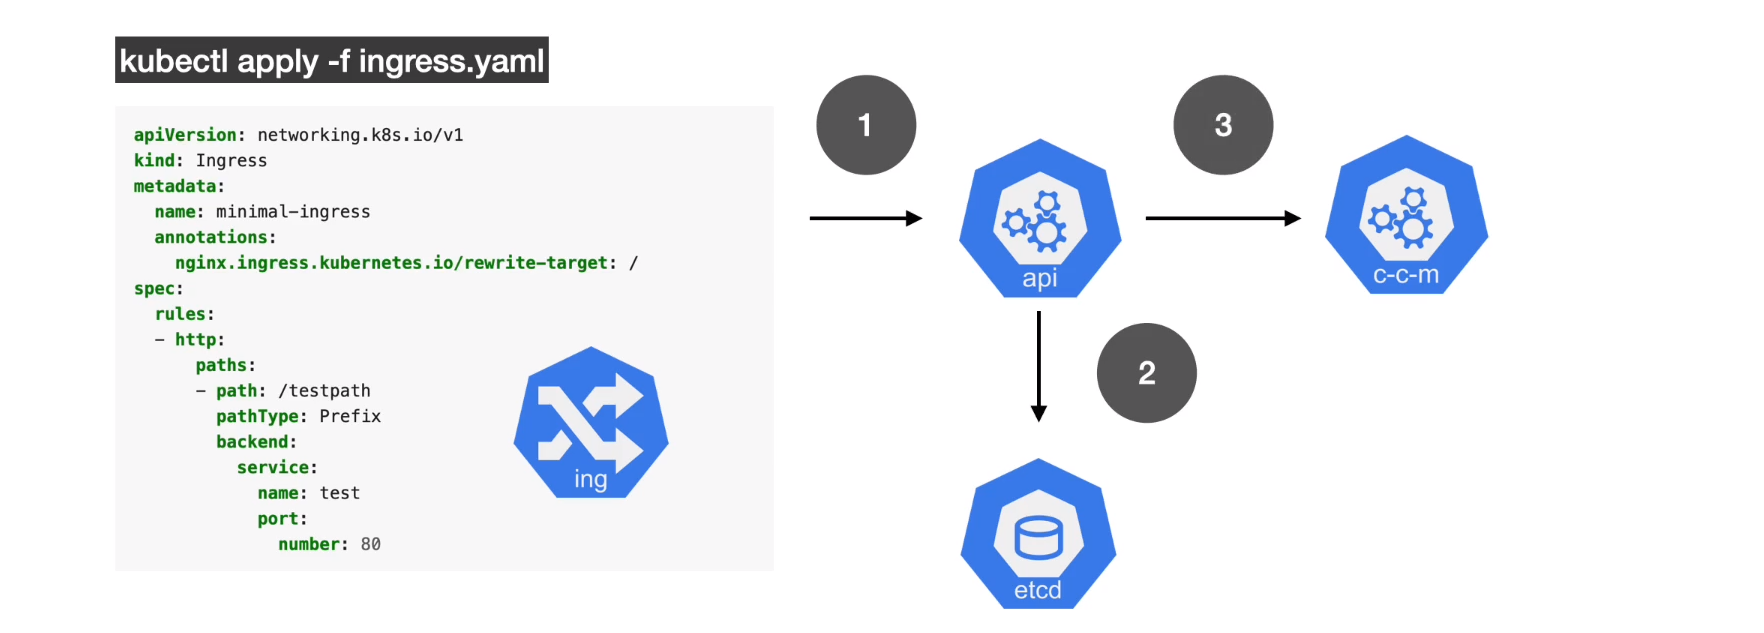 kubectl apply -f ingress.yaml
apiVersion: networking.k8s.io/v1
kind: Ingress
metadata:
  name: minimal-ingress
  annotations:
    nginx.ingress.kubernetes.io/rewrite-target: /
spec:
  rules:
  - http:
      paths:
      - path: /testpath
        pathType: Prefix
        backend:
          service:
            name: test
            port:
              number: 80
ing
1
api
2
etcd
3
c-c-m